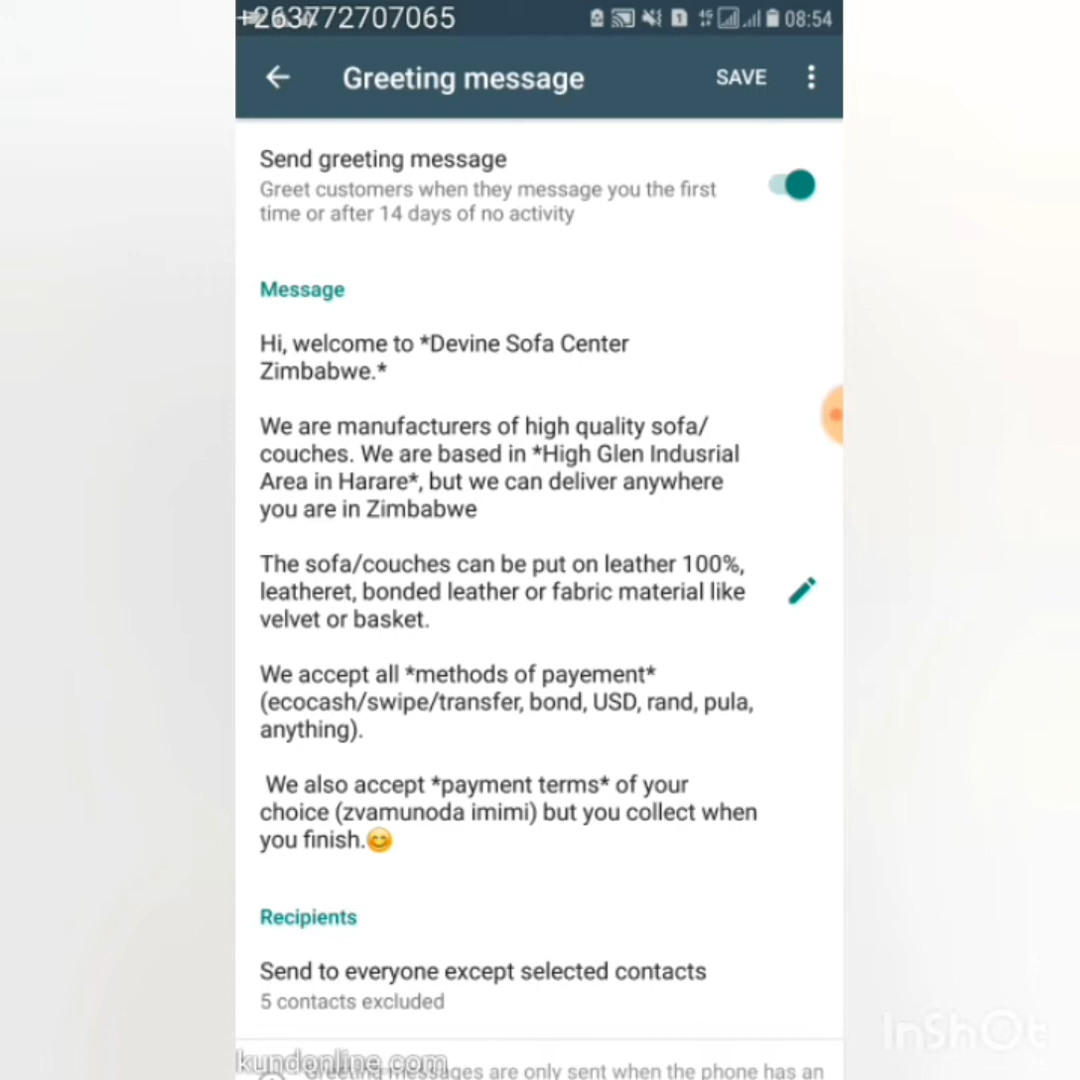 +263772707065
08:54
Greeting message SAVE
Send greeting message
Greet customers when they message you the first
time or after 14 days of no activity
Message
Hi, welcome to *Devine Sofa Center
Zimbabwe.*
We are manufacturers of high quality sofa/
couches. We are based in *High Glen Indusrial
Area in Harare*, but we can deliver anywhere
you are in Zimbabwe
The sofa/couches can be put on leather 100%,
leatheret, bonded leather or fabric material like
velvet or basket.
We accept all *methods of payement*
(ecocash/swipe/transfer, bond, USD, rand, pula,
anything).
We also accept *payment terms* of your
choice (zvamunoda imimi) but you collect when
you finish.😊
Recipients
Send to everyone except selected contacts
5 contacts excluded
kundonline.com
Greeting messages are only sent when the phone has an
InShOt